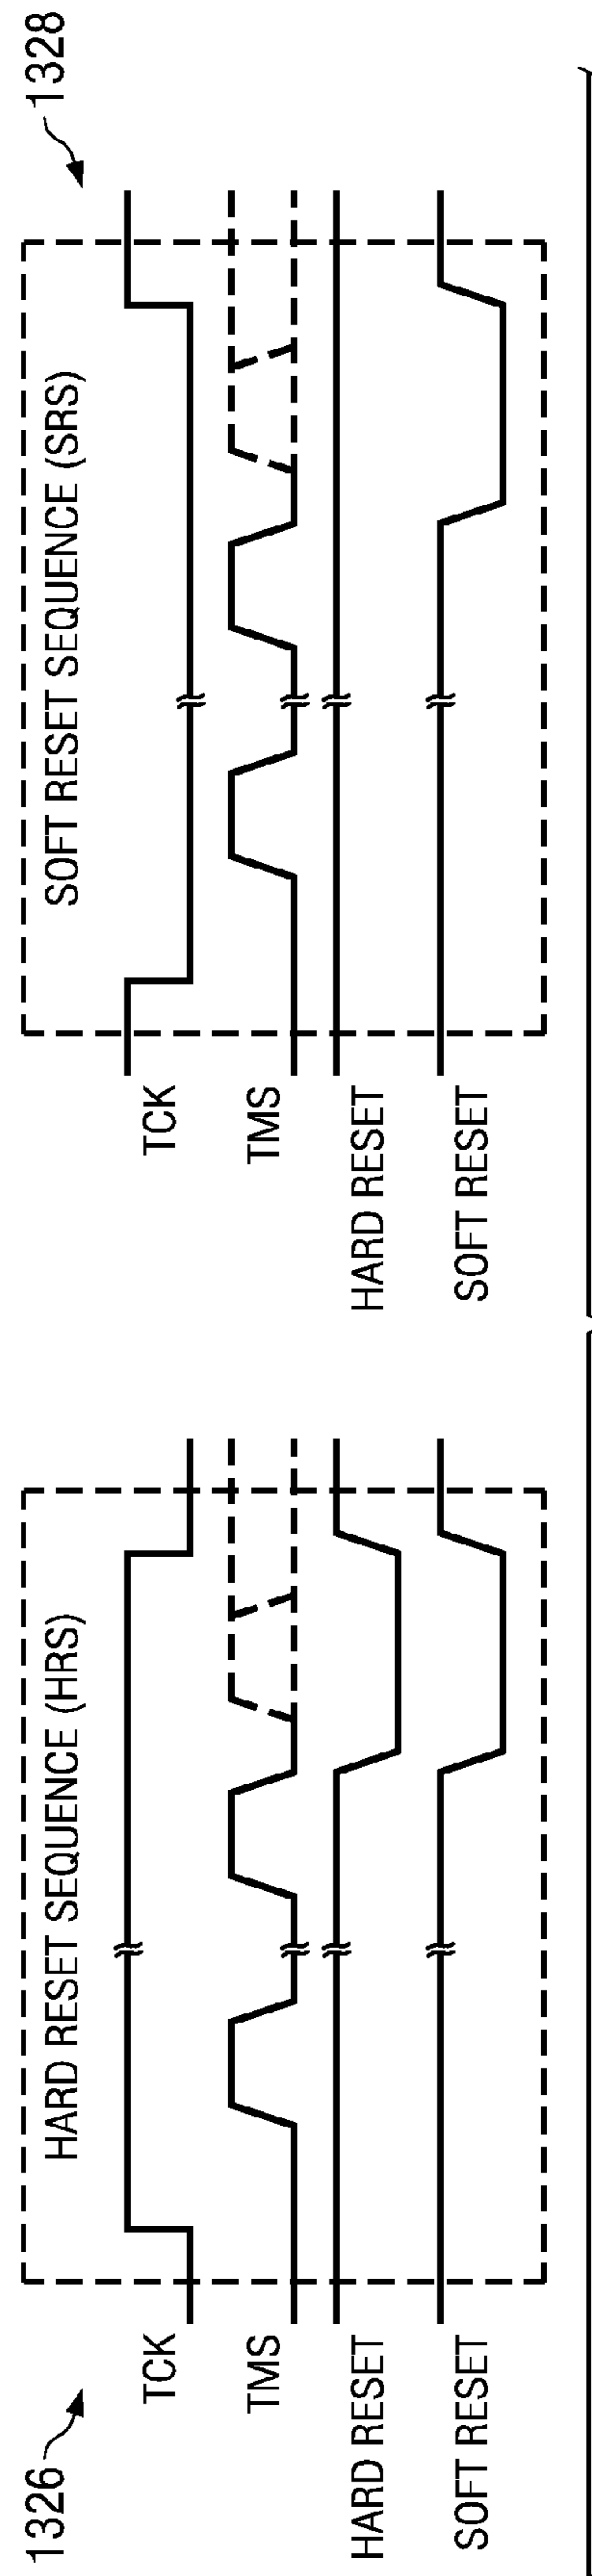 1326
HARD RESET SEQUENCE (HRS)
TCK
TMS
HARD RESET
SOFT RESET
1328
SOFT RESET SEQUENCE (SRS)
TCK
TMS
HARD RESET
SOFT RESET